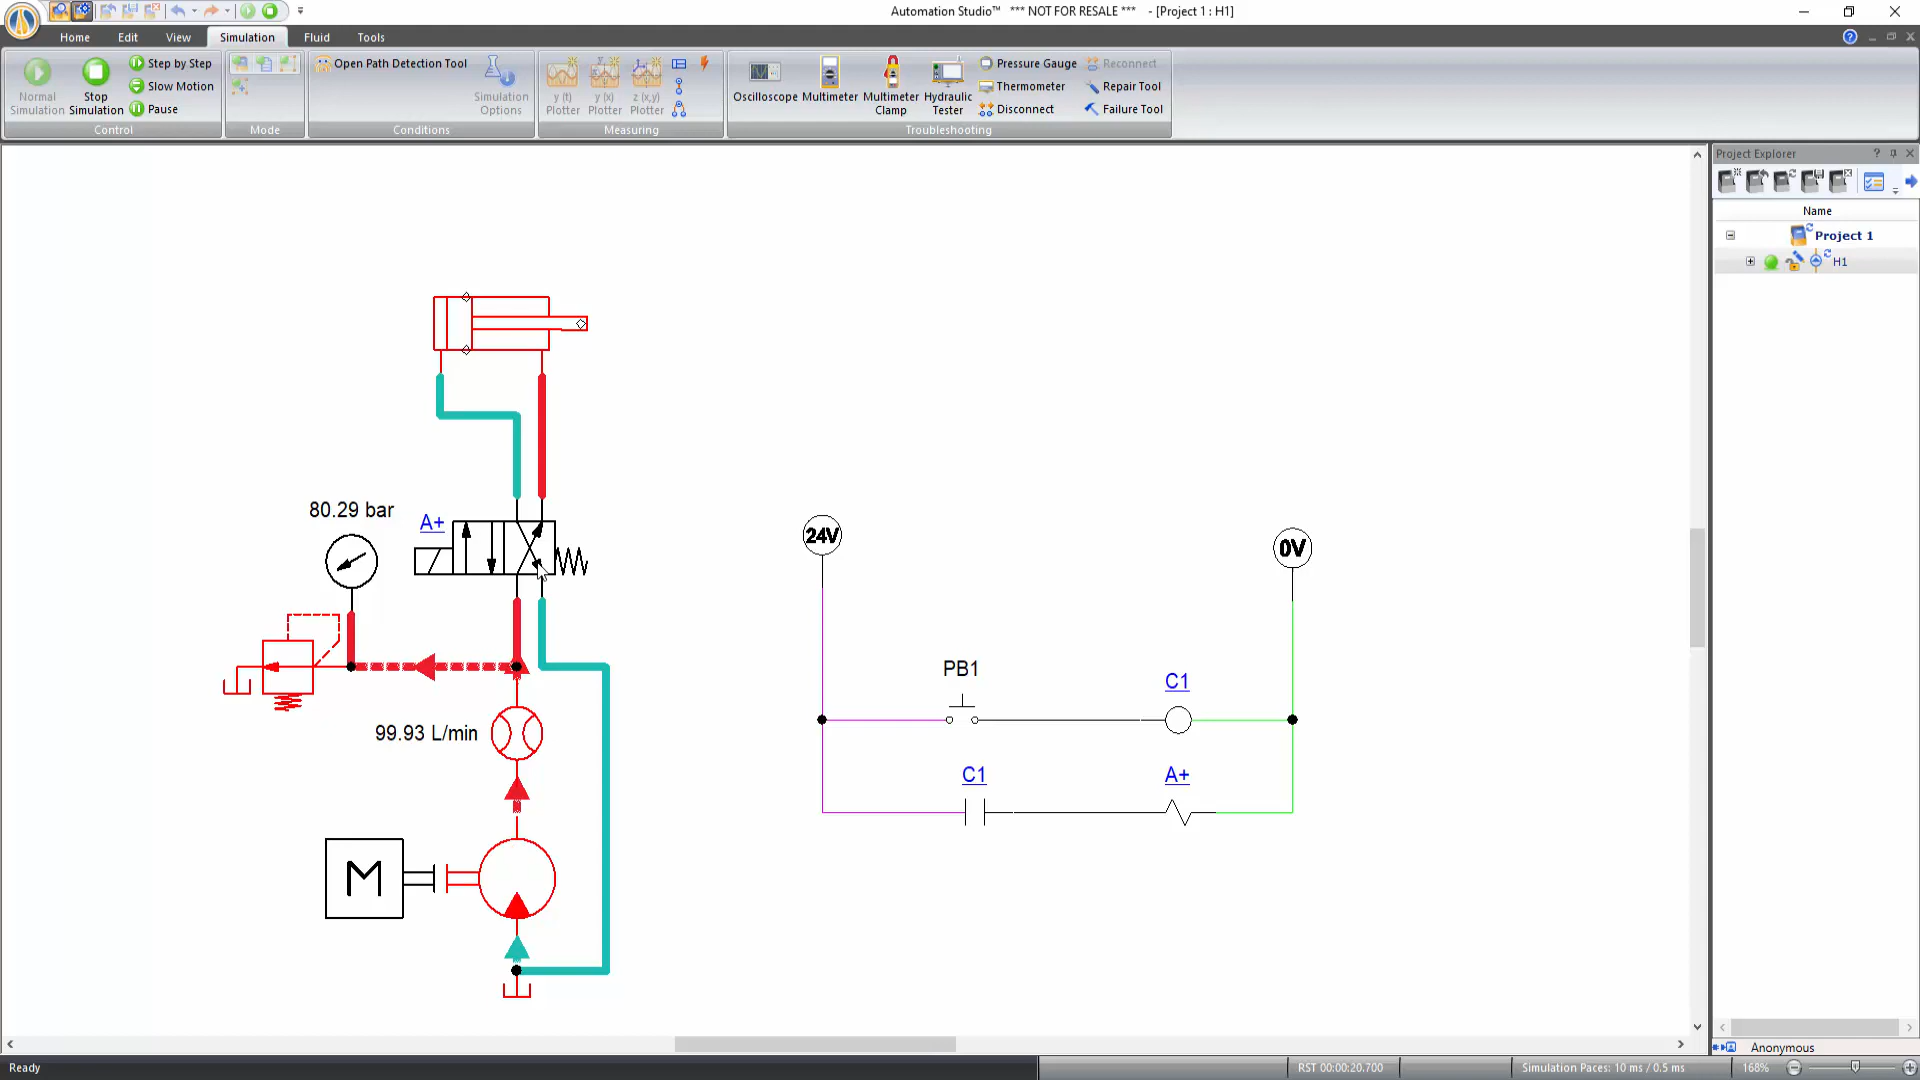 Automation Studio™ *** NOT FOR RESALE *** - [Project 1 : H1]
Home Edit View Simulation Fluid Tools
Normal Simulation
Stop Simulation
Step by Step
Slow Motion
Pause
Control
Mode
Open Path Detection Tool
Simulation Options
Conditions
y (t) Plotter
y (x) Plotter
z (x,y) Plotter
Measuring
Oscilloscope
Multimeter
Multimeter Clamp
Hydraulic Tester
Pressure Gauge
Thermometer
Disconnect
Reconnect
Repair Tool
Failure Tool
Troubleshooting
Project Explorer
Name
Project 1
H1
80.29 bar
A+
99.93 L/min
M
24V
0V
PB1
C1
C1
A+
Anonymous
Ready
RST 00:00:20.700
Simulation Paces: 10 ms / 0.5 ms
168%